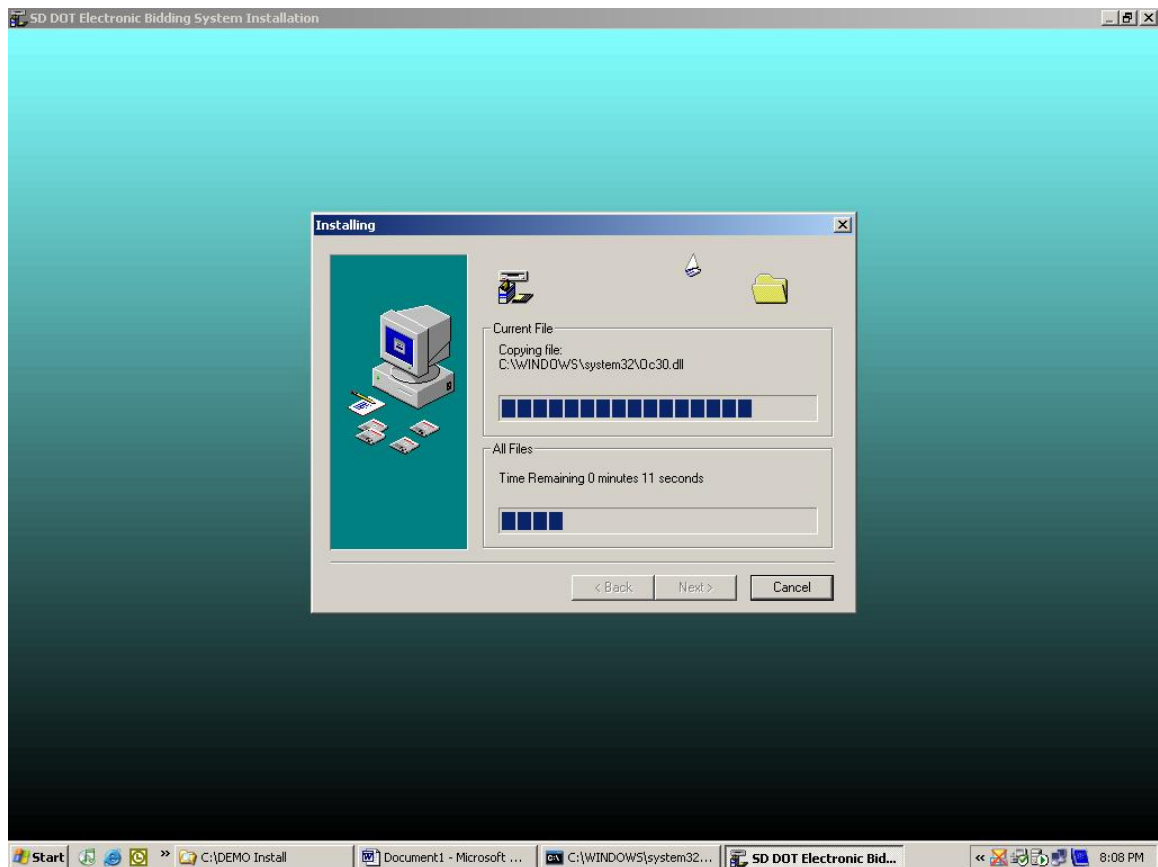 SD DOT Electronic Bidding System Installation
Installing
Current File
Copying file:
C:\WINDOWS\system32\Oc30.dll
All Files
Time Remaining 0 minutes 11 seconds
< Back
Next >
Cancel
Start
»
C:\DEMO Install
Document1 - Microsoft ...
C:\WINDOWS\system32...
SD DOT Electronic Bid...
«
8:08 PM